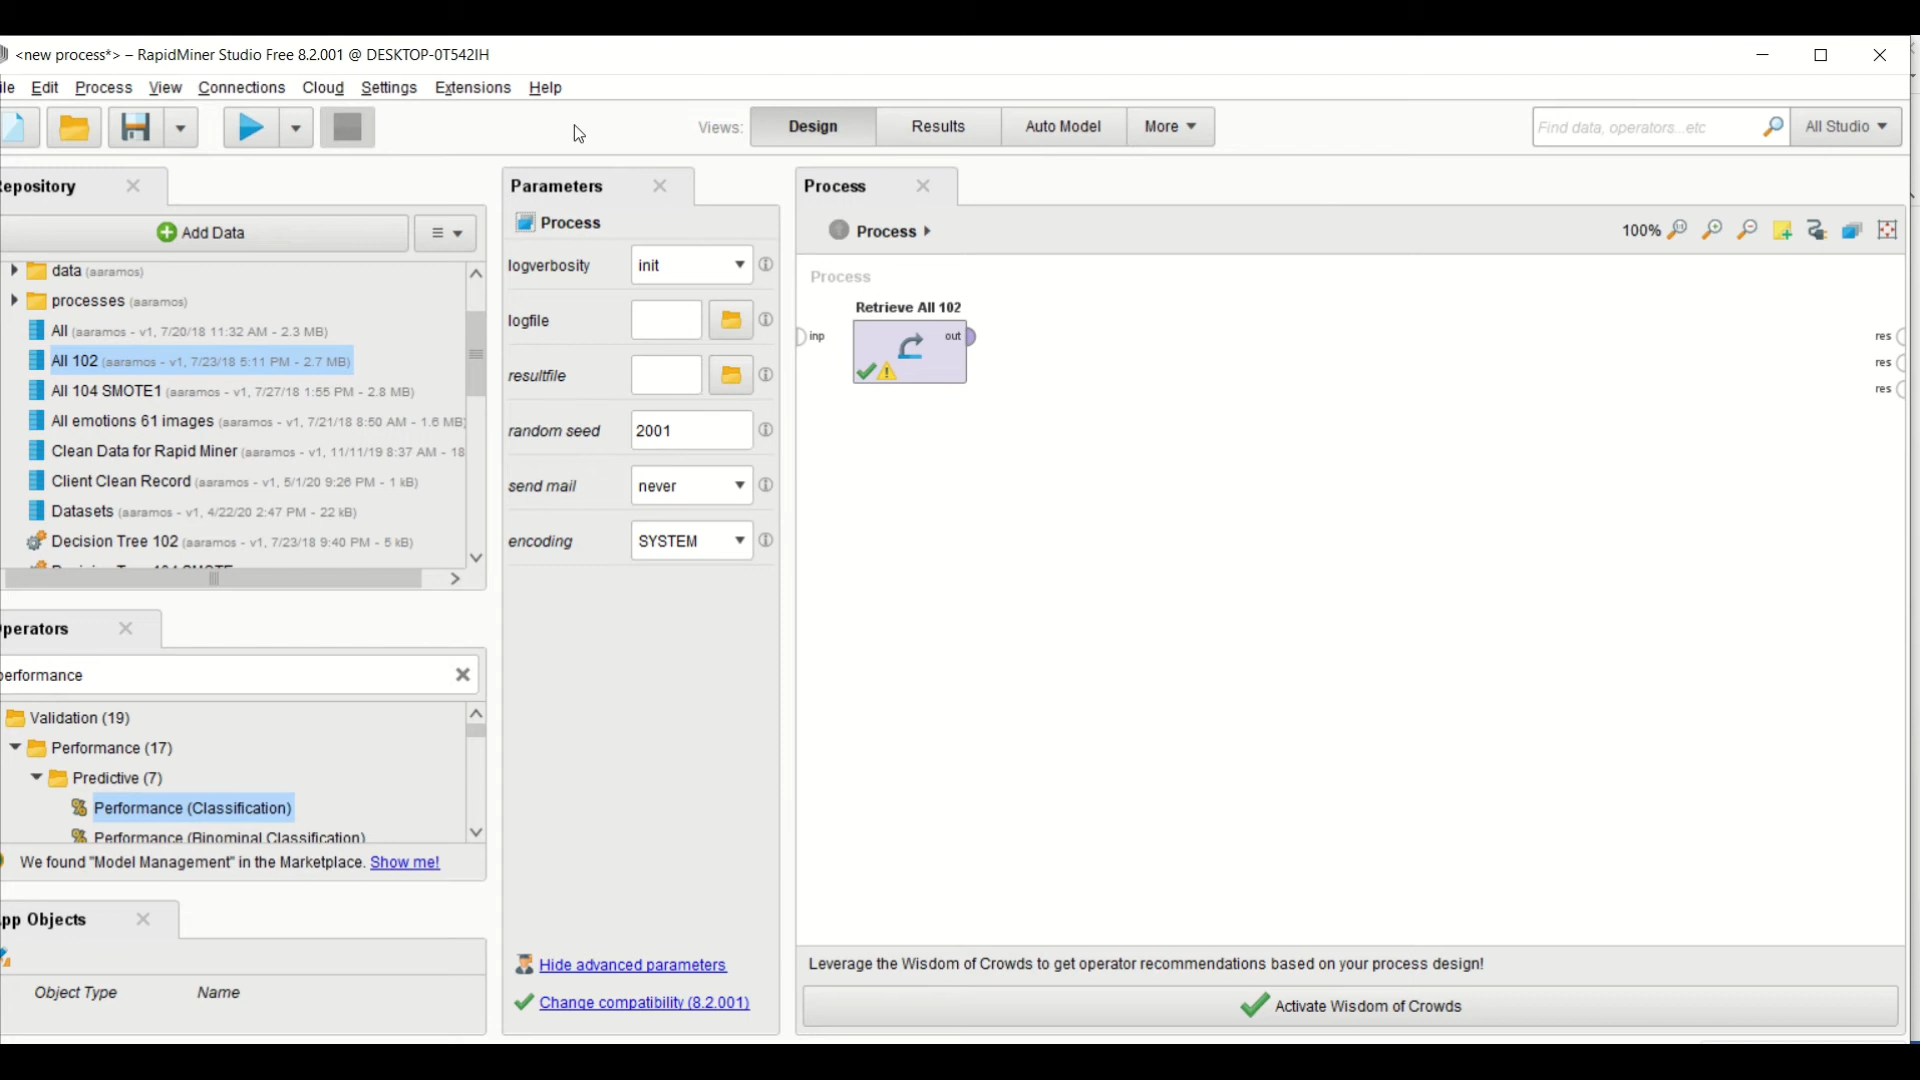 <new process*> – RapidMiner Studio Free 8.2.001 @ DESKTOP-0T542IH
ile Edit Process View Connections Cloud Settings Extensions Help
Views: Design Results Auto Model More Find data, operators...etc All Studio
epository
Add Data
data (aaramos)
processes (aaramos)
All (aaramos - v1, 7/20/18 11:32 AM - 2.3 MB)
All 102 (aaramos - v1, 7/23/18 5:11 PM - 2.7 MB)
All 104 SMOTE1 (aaramos - v1, 7/27/18 1:55 PM - 2.8 MB)
All emotions 61 images (aaramos - v1, 7/21/18 8:50 AM - 1.6 MB)
Clean Data for Rapid Miner (aaramos - v1, 11/11/19 8:37 AM - 18
Client Clean Record (aaramos - v1, 5/1/20 9:26 PM - 1 kB)
Datasets (aaramos - v1, 4/22/20 2:47 PM - 22 kB)
Decision Tree 102 (aaramos - v1, 7/23/18 9:40 PM - 6 kB)
perators
performance
Validation (19)
Performance (17)
Predictive (7)
Performance (Classification)
Performance (Binominal Classification)
We found "Model Management" in the Marketplace. Show me!
pp Objects
Object Type Name
Parameters
Process
logverbosity init
logfile
resultfile
random seed 2001
send mail never
encoding SYSTEM
Hide advanced parameters
Change compatibility (8.2.001)
Process
Process
100%
Process
Retrieve All 102
inp out res
res
res
Leverage the Wisdom of Crowds to get operator recommendations based on your process design!
Activate Wisdom of Crowds